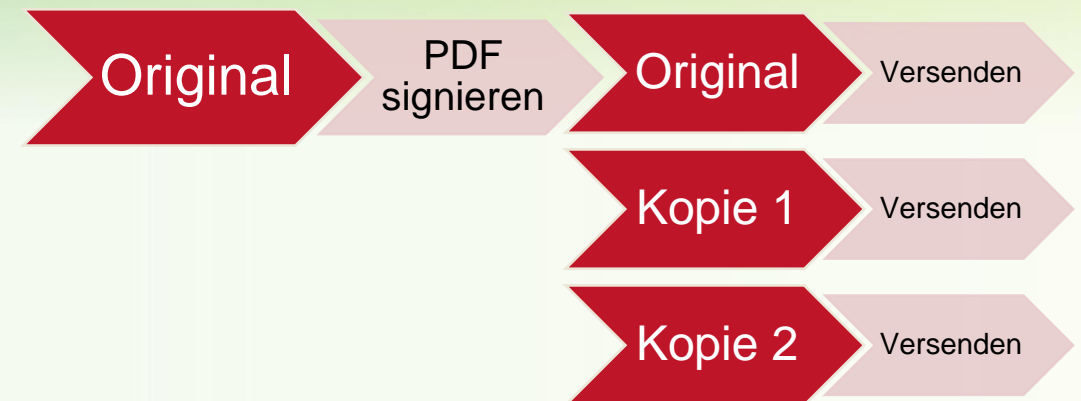 Original
PDF
signieren
Original
Versenden
Kopie 1
Versenden
Kopie 2
Versenden